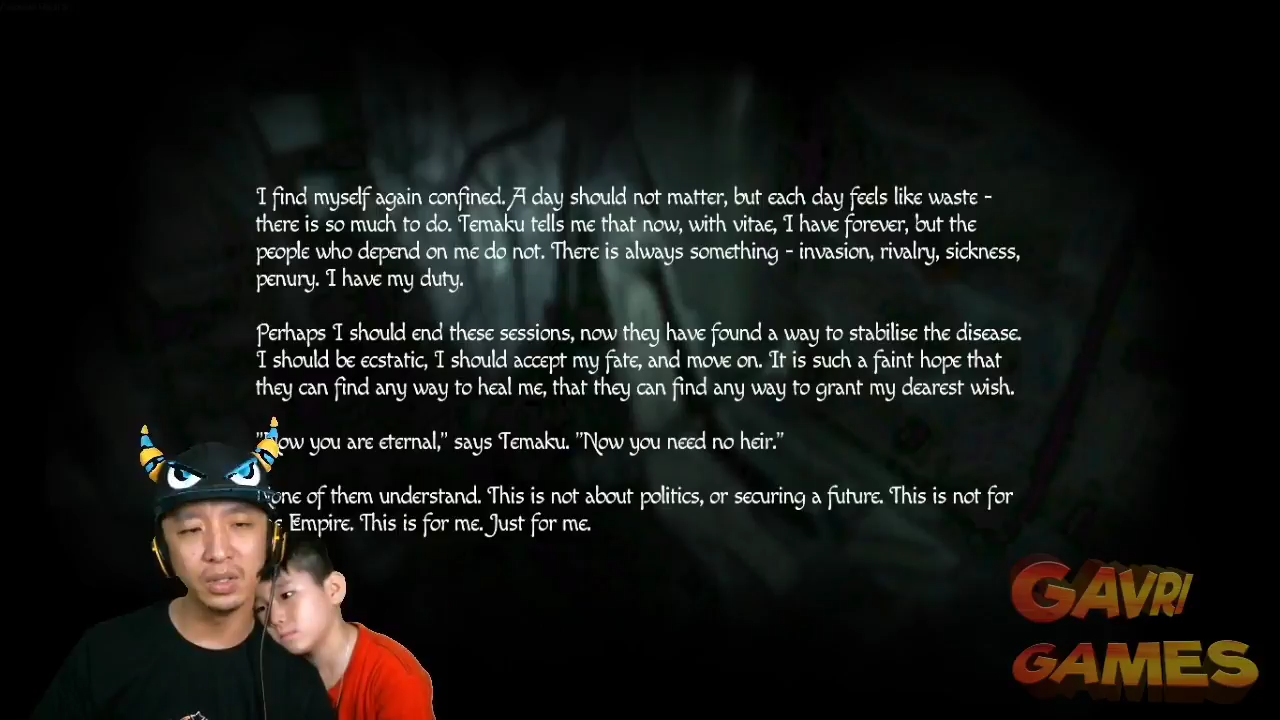 I find myself again confined. A day should not matter, but each day feels like waste -
there is so much to do. Temaku tells me that now, with vitae, I have forever, but the
people who depend on me do not. There is always something - invasion, rivalry, sickness,
penury. I have my duty.
Perhaps I should end these sessions, now they have found a way to stabilise the disease.
I should be ecstatic, I should accept my fate, and move on. It is such a faint hope that
they can find any way to heal me, that they can find any way to grant my dearest wish.
"Now you are eternal," says Temaku. "Now you need no heir."
None of them understand. This is not about politics, or securing a future. This is not for
Empire. This is for me. Just for me.
GAVRI
GAMES